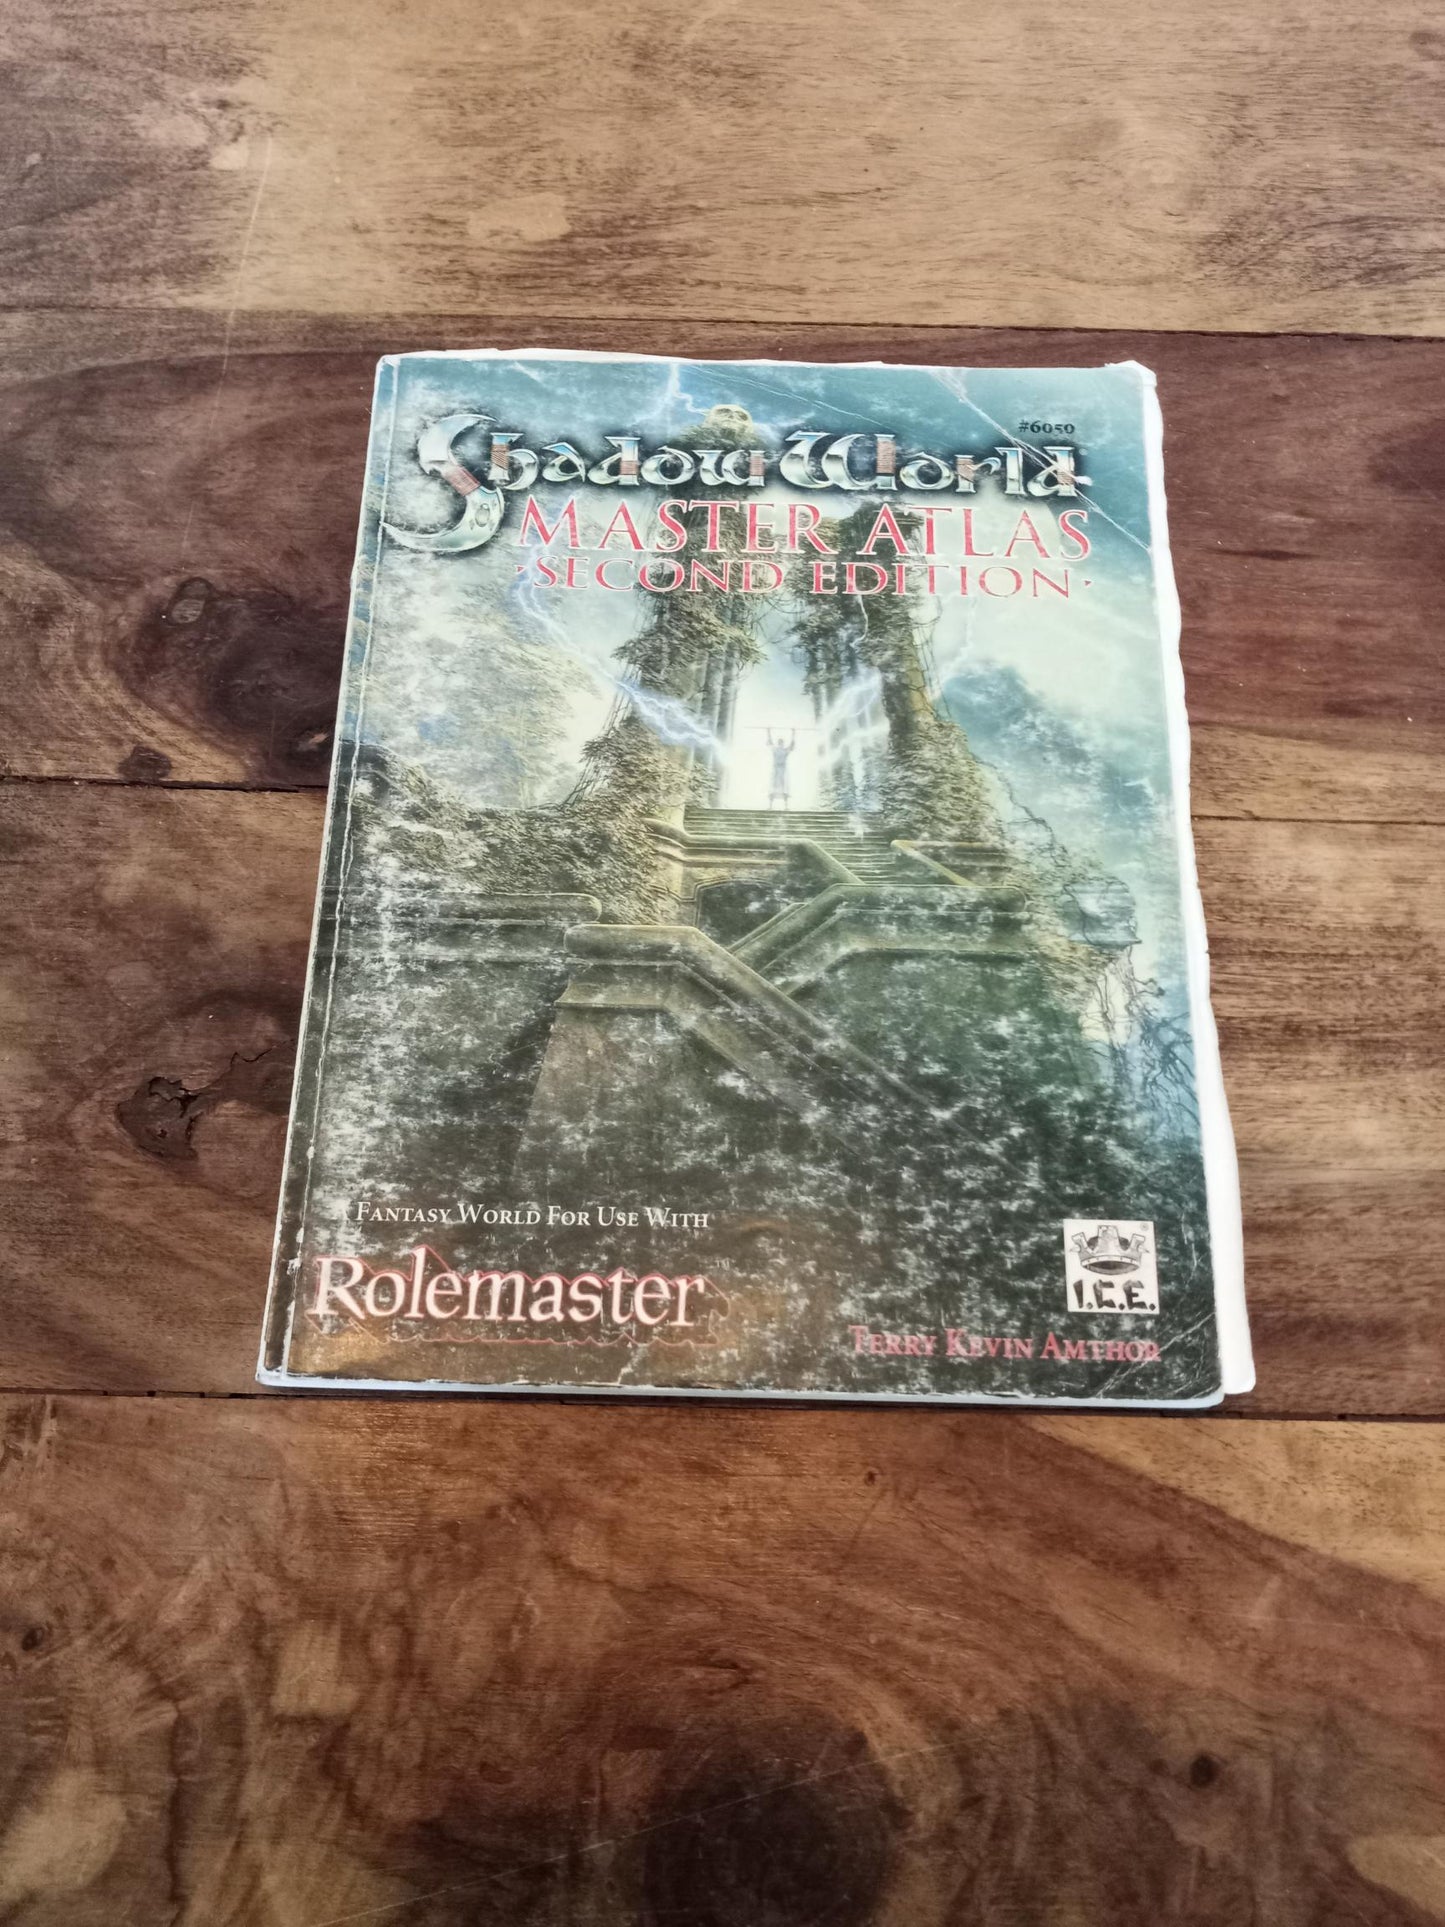 #6050
Shadow World
MASTER ATLAS
·SECOND EDITION·
A FANTASY WORLD FOR USE WITH
Rolemaster
I.C.E.
TERRY KEVIN AMTHOR